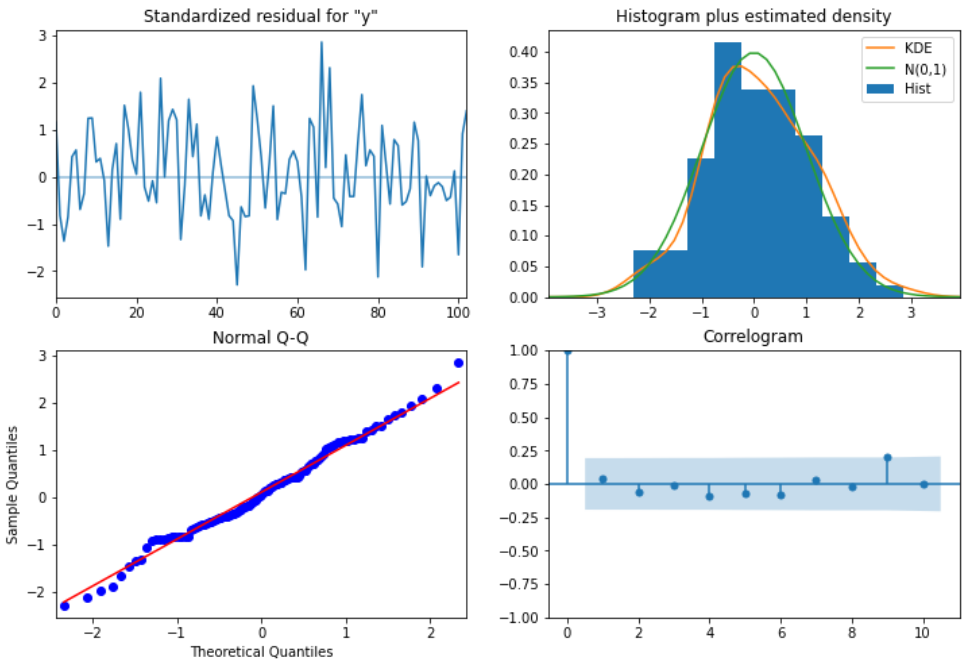 Standardized residual for "y"
3
2
1
0
−1
−2
0 20 40 60 80 100
Histogram plus estimated density
KDE
N(0,1)
Hist
0.40
0.35
0.30
0.25
0.20
0.15
0.10
0.05
0.00
−3 −2 −1 0 1 2 3
Normal Q-Q
Sample Quantiles
3
2
1
0
−1
−2
−2 −1 0 1 2
Theoretical Quantiles
Correlogram
1.00
0.75
0.50
0.25
0.00
−0.25
−0.50
−0.75
−1.00
0 2 4 6 8 10